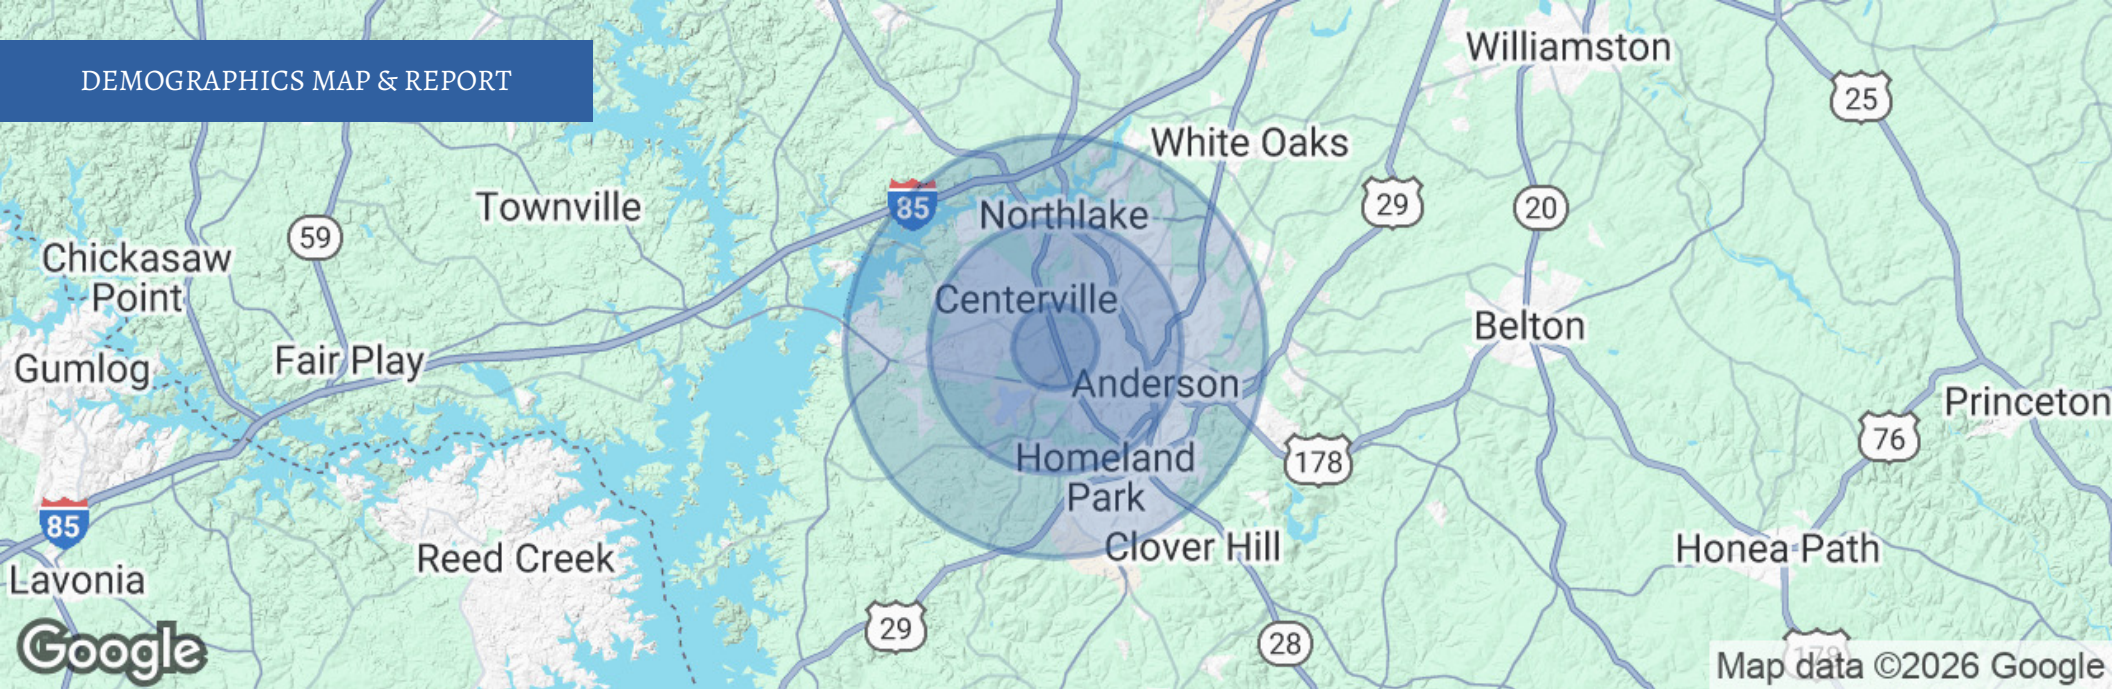 DEMOGRAPHICS MAP & REPORT
Williamston
25
White Oaks
Townville
85
29
20
Northlake
59
Chickasaw
Point
Centerville
Belton
Gumlog
Fair Play
Anderson
Princeton
76
Homeland
Park
178
85
Reed Creek
Clover Hill
Honea Path
Lavonia
29
28
178
Google
Map data ©2026 Google